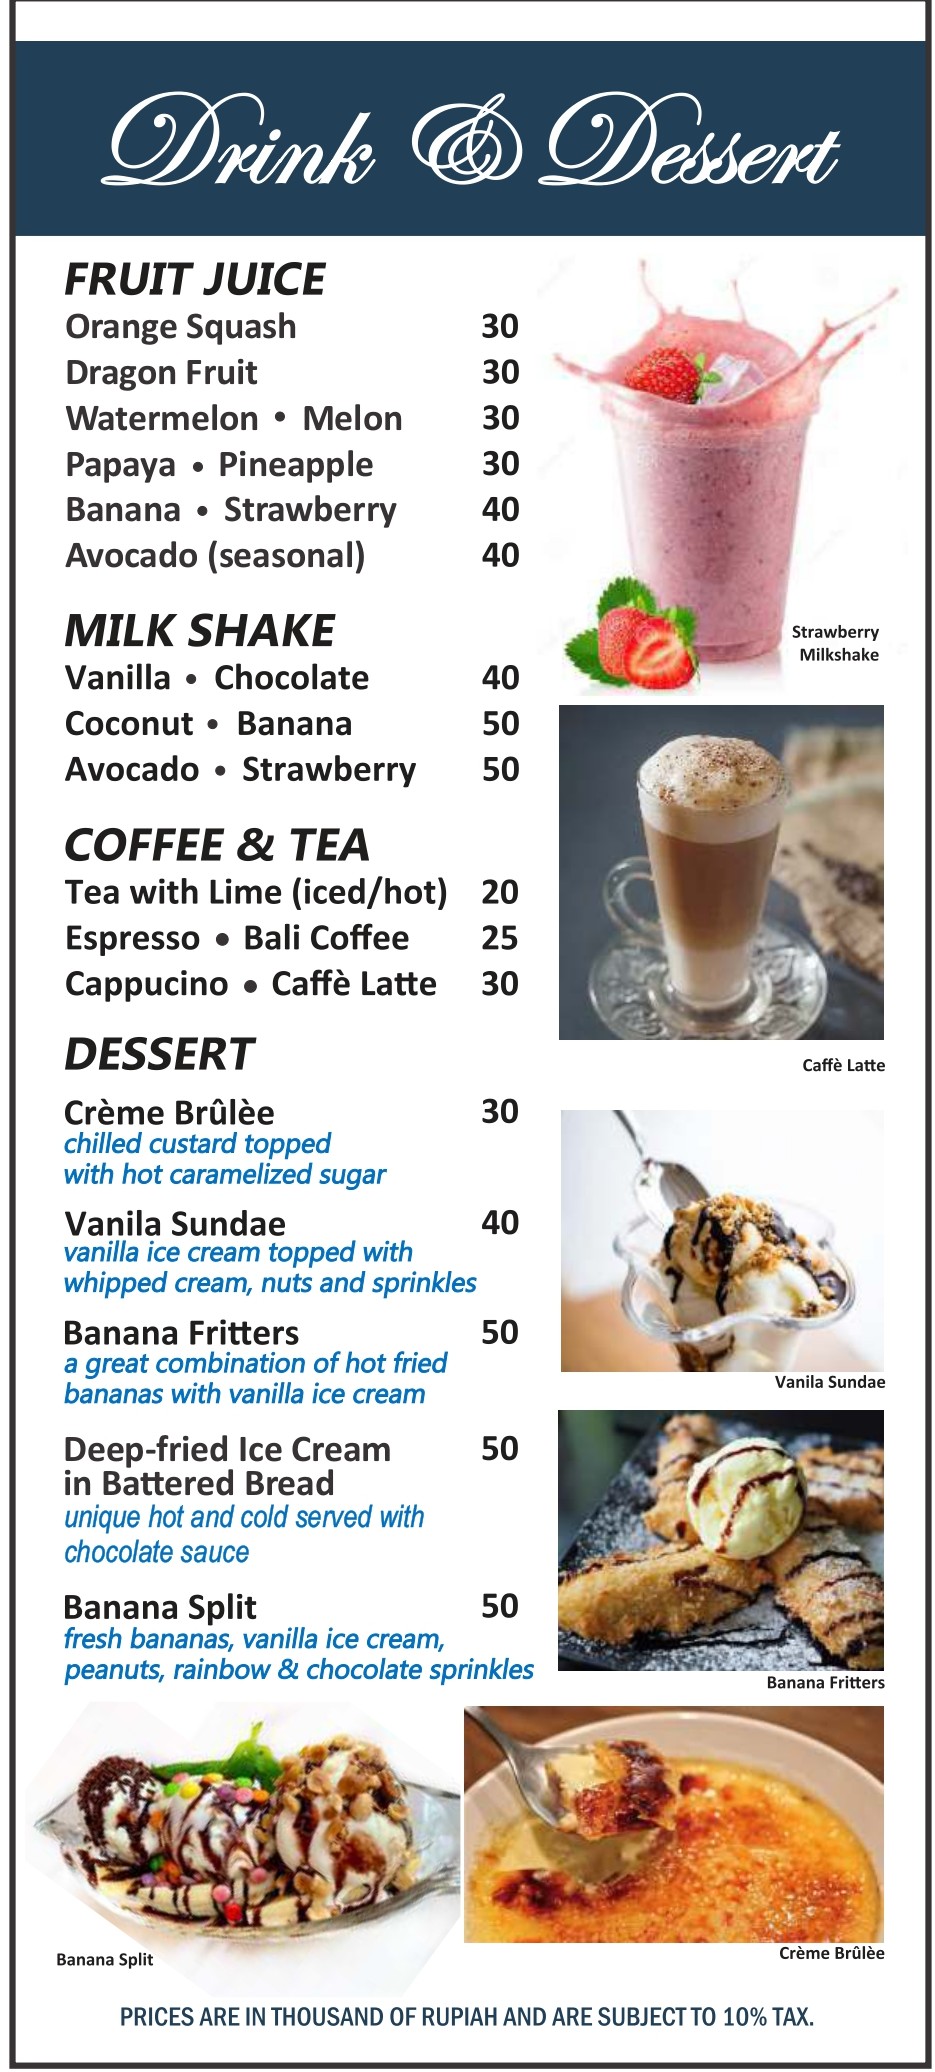 Drink & Dessert
FRUIT JUICE
Orange Squash 30
Dragon Fruit 30
Watermelon • Melon 30
Papaya • Pineapple 30
Banana • Strawberry 40
Avocado (seasonal) 40
Strawberry
Milkshake
MILK SHAKE
Vanilla • Chocolate 40
Coconut • Banana 50
Avocado • Strawberry 50
COFFEE & TEA
Tea with Lime (iced/hot) 20
Espresso • Bali Coffee 25
Cappucino • Caffè Latte 30
Caffè Latte
DESSERT
Crème Brûlèe 30
chilled custard topped
with hot caramelized sugar
Vanila Sundae 40
vanilla ice cream topped with
whipped cream, nuts and sprinkles
Vanila Sundae
Banana Fritters 50
a great combination of hot fried
bananas with vanilla ice cream
Deep-fried Ice Cream 50
in Battered Bread
unique hot and cold served with
chocolate sauce
Banana Split 50
fresh bananas, vanilla ice cream,
peanuts, rainbow & chocolate sprinkles
Banana Fritters
Banana Split
Crème Brûlèe
PRICES ARE IN THOUSAND OF RUPIAH AND ARE SUBJECT TO 10% TAX.